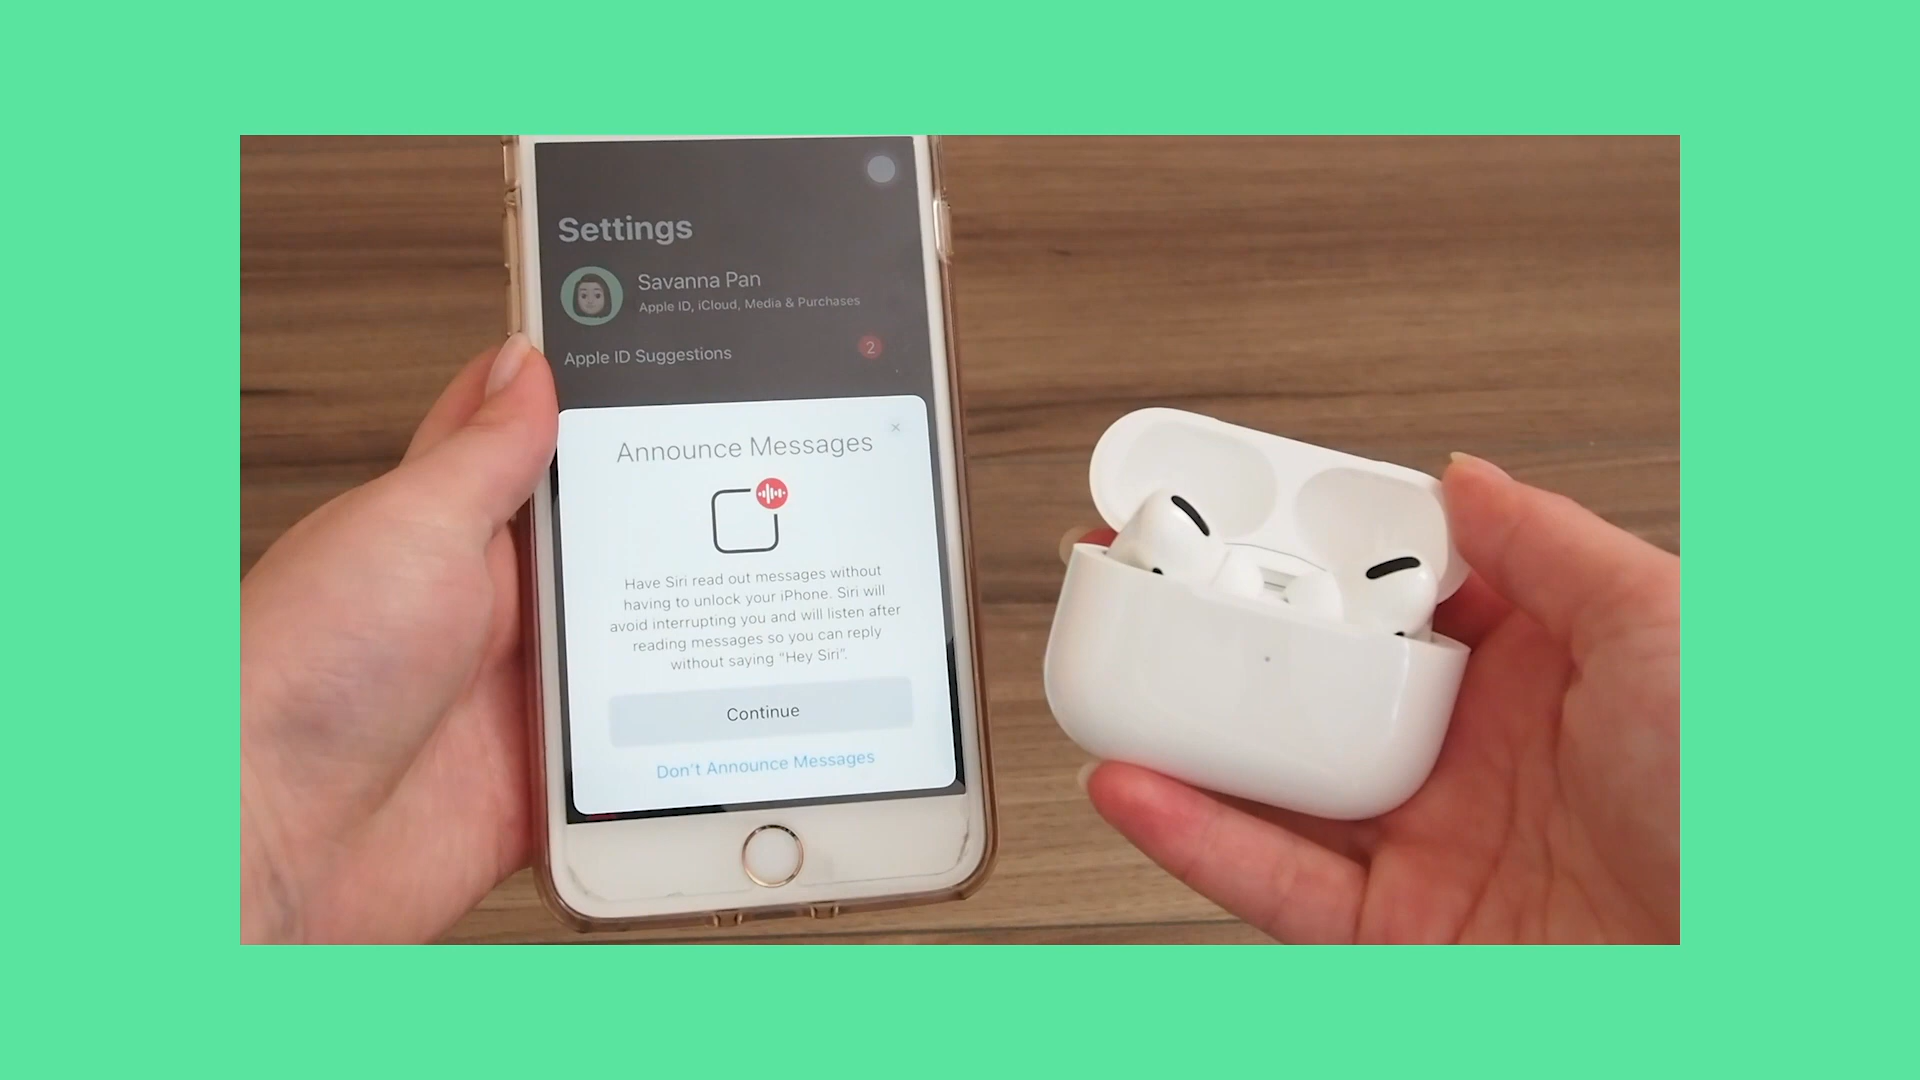 Settings
Savanna Pan
Apple ID, iCloud, Media & Purchases
Apple ID Suggestions
2
Announce Messages
Have Siri read out messages without
having to unlock your iPhone. Siri will
avoid interrupting you and will listen after
reading messages so you can reply
without saying “Hey Siri”.
Continue
Don't Announce Messages